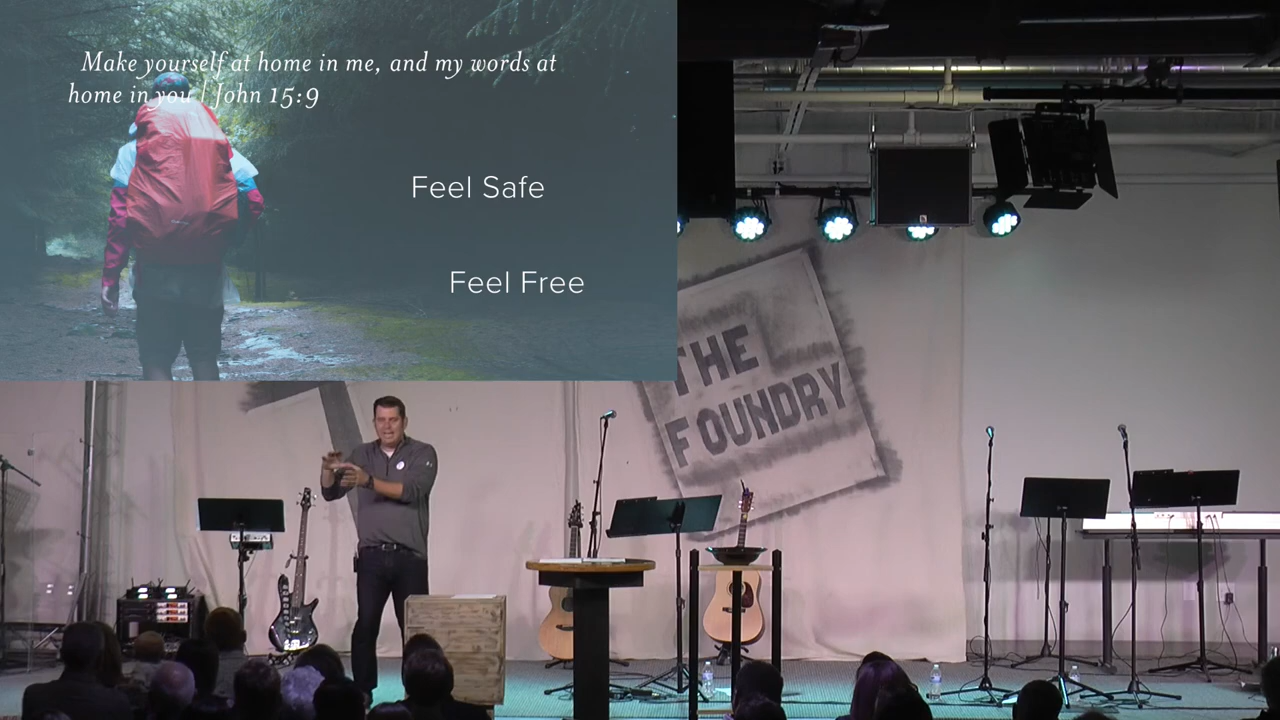 Make yourself at home in me, and my words at
home in you | John 15:9
Feel Safe
Feel Free
THE
FOUNDRY